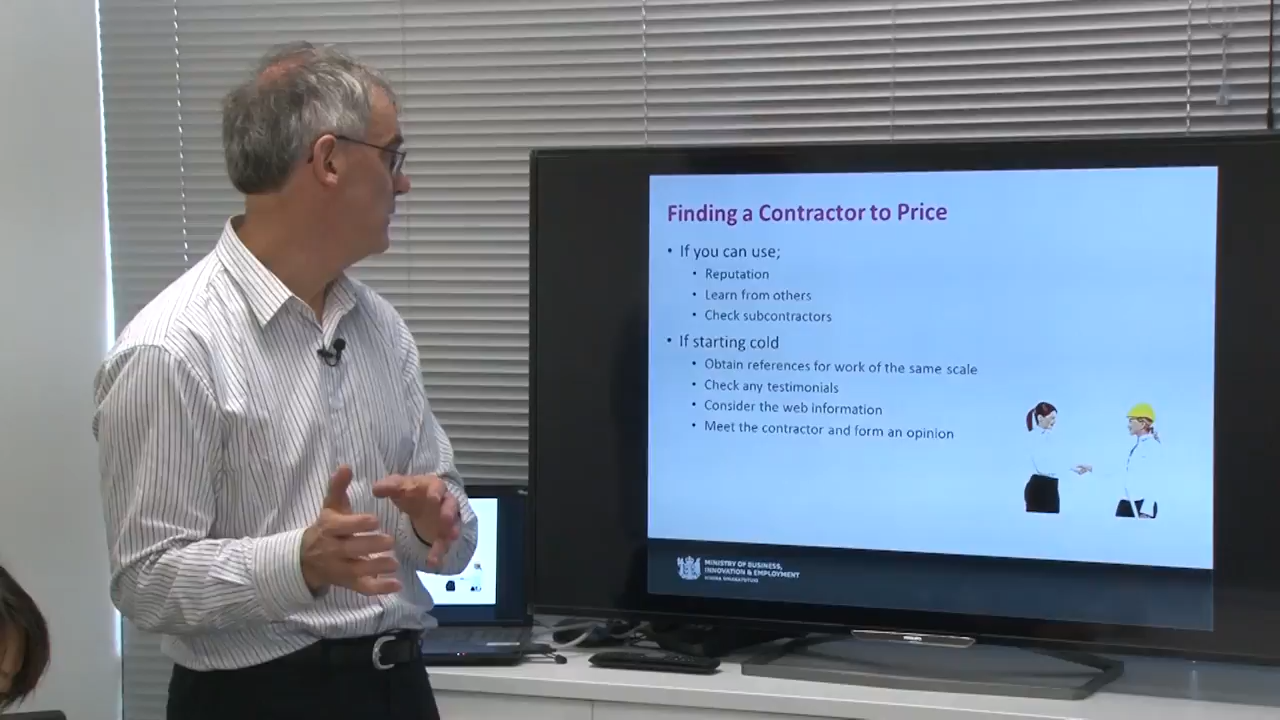 Finding a Contractor to Price
• If you can use;
• Reputation
• Learn from others
• Check subcontractors
• If starting cold
• Obtain references for work of the same scale
• Check any testimonials
• Consider the web information
• Meet the contractor and form an opinion
MINISTRY OF BUSINESS,
INNOVATION & EMPLOYMENT
HĪKINA WHAKATUTUKI